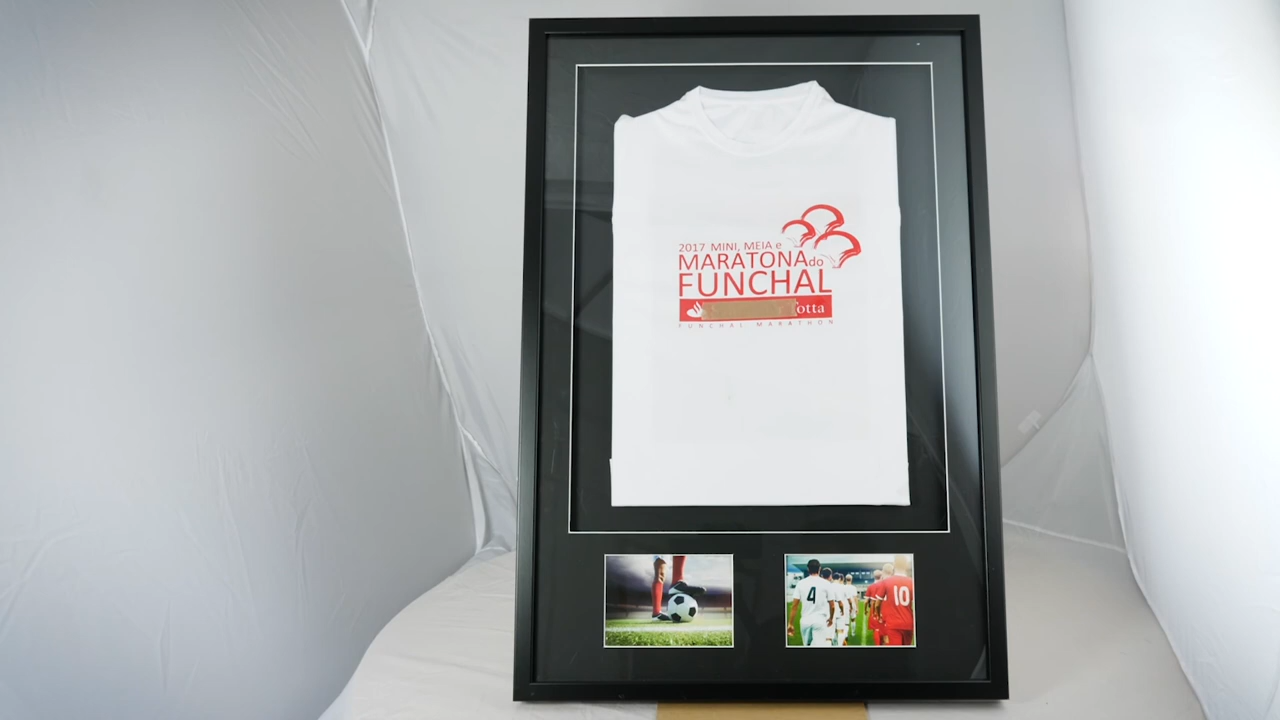 2017 MINI, MEIA e
MARATONA do
FUNCHAL
otta
FUNCHAL MARATHON
4
10